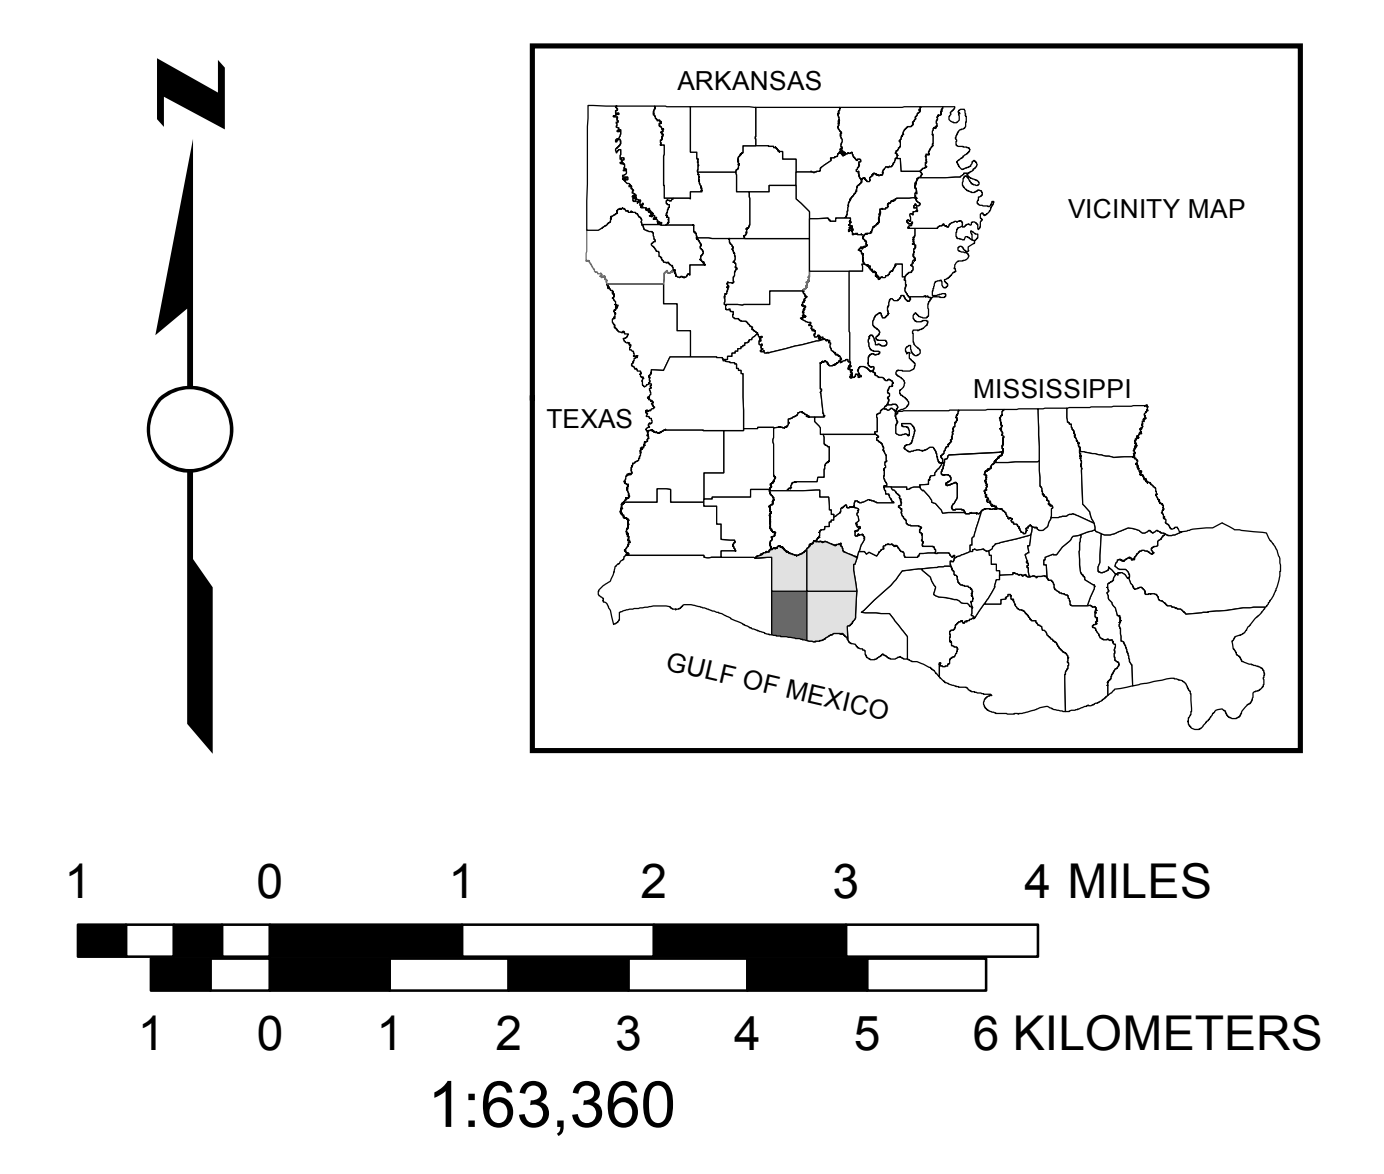 N
ARKANSAS
VICINITY MAP
MISSISSIPPI
TEXAS
GULF OF MEXICO
1 0 1 2 3 4 MILES
1 0 1 2 3 4 5 6 KILOMETERS
1:63,360